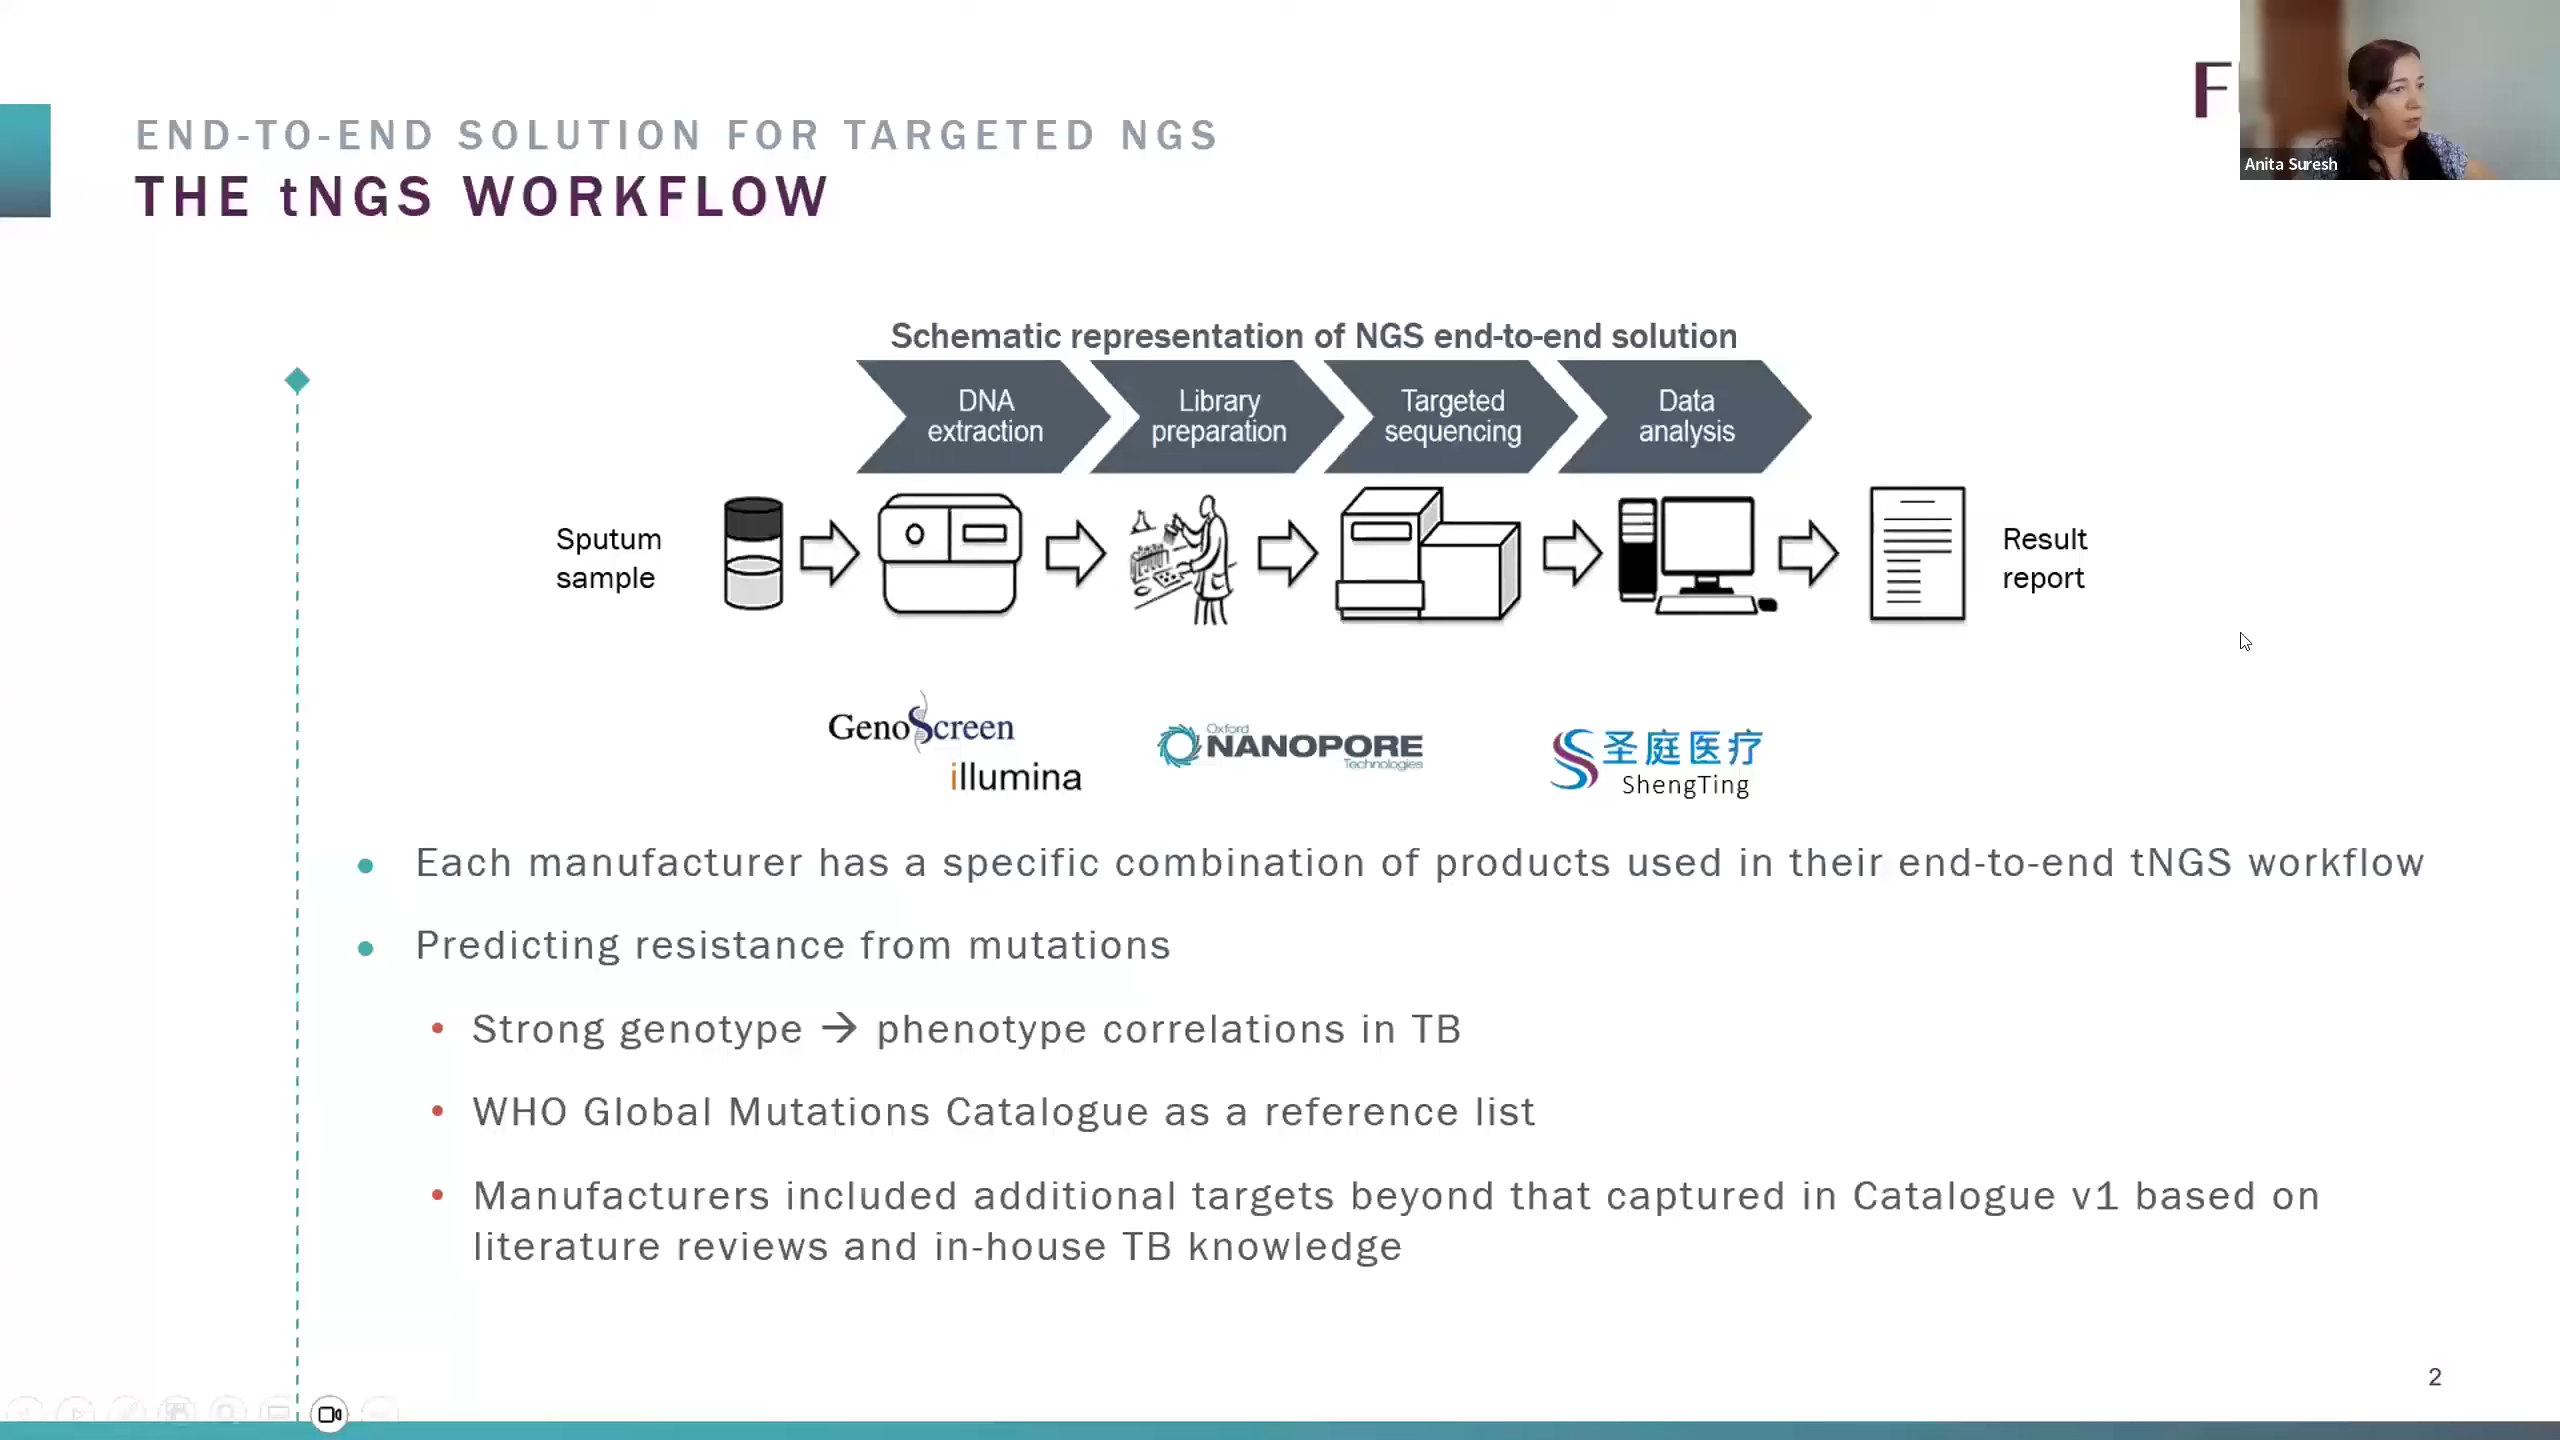 END-TO-END SOLUTION FOR TARGETED NGS
THE tNGS WORKFLOW
F
Anita Suresh
Schematic representation of NGS end-to-end solution
DNA
extraction
Library
preparation
Targeted
sequencing
Data
analysis
Sputum
sample
Result
report
GenoScreen
illumina
Oxford
NANOPORE
Technologies
圣庭医疗
ShengTing
• Each manufacturer has a specific combination of products used in their end-to-end tNGS workflow
• Predicting resistance from mutations
• Strong genotype → phenotype correlations in TB
• WHO Global Mutations Catalogue as a reference list
• Manufacturers included additional targets beyond that captured in Catalogue v1 based on
literature reviews and in-house TB knowledge
2